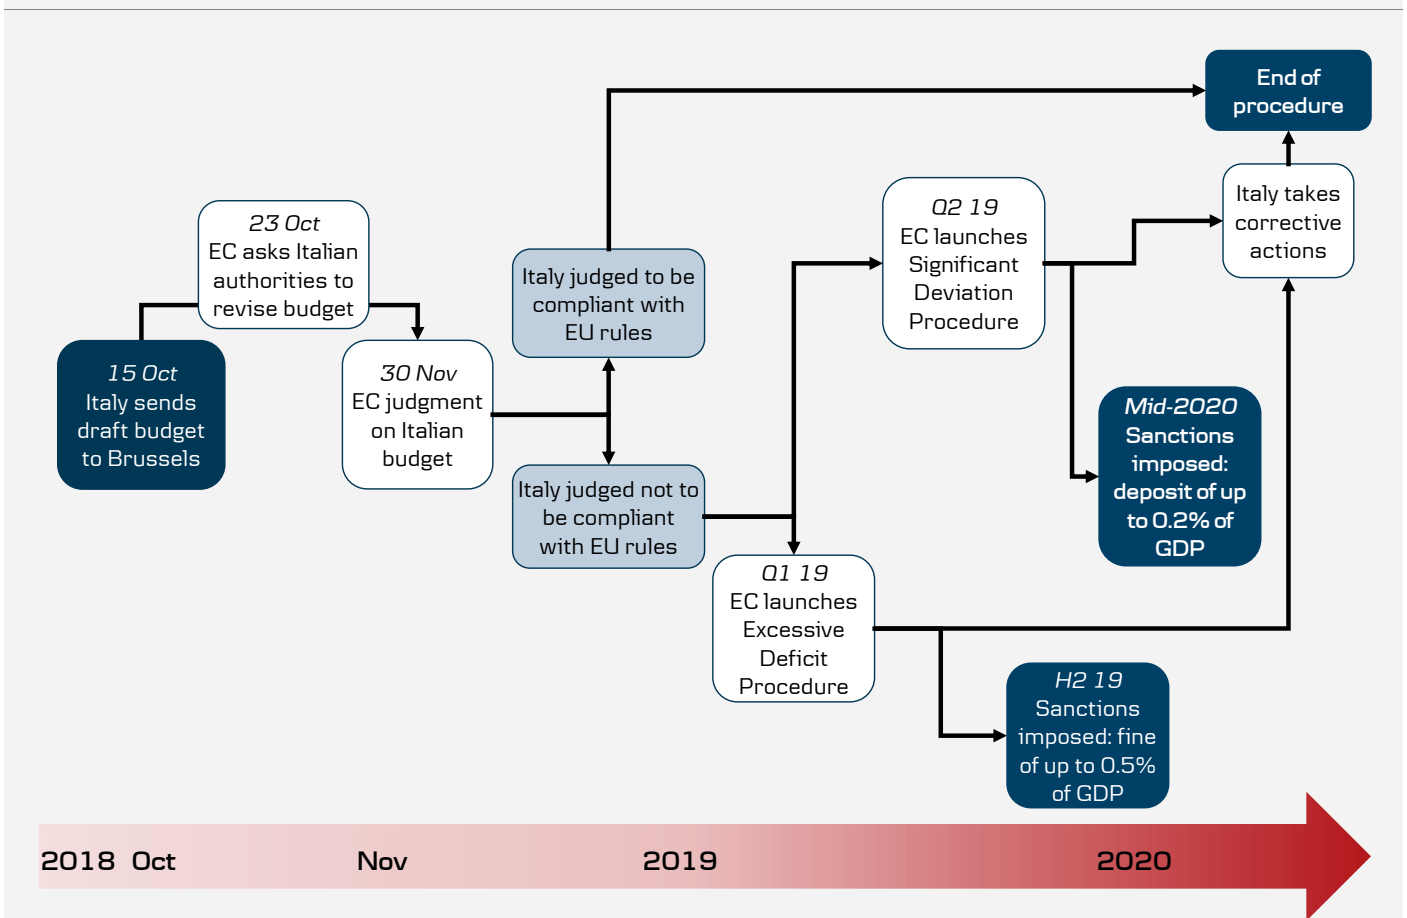 End of
procedure
Italy takes
corrective
actions
23 Oct
EC asks Italian
authorities to
revise budget
Q2 19
EC launches
Significant
Deviation
Procedure
Italy judged to be
compliant with
EU rules
15 Oct
Italy sends
draft budget
to Brussels
30 Nov
EC judgment
on Italian
budget
Mid-2020
Sanctions
imposed:
deposit of up
to 0.2% of
GDP
Italy judged not to
be compliant
with EU rules
Q1 19
EC launches
Excessive
Deficit
Procedure
H2 19
Sanctions
imposed: fine
of up to 0.5%
of GDP
2018 Oct Nov 2019 2020